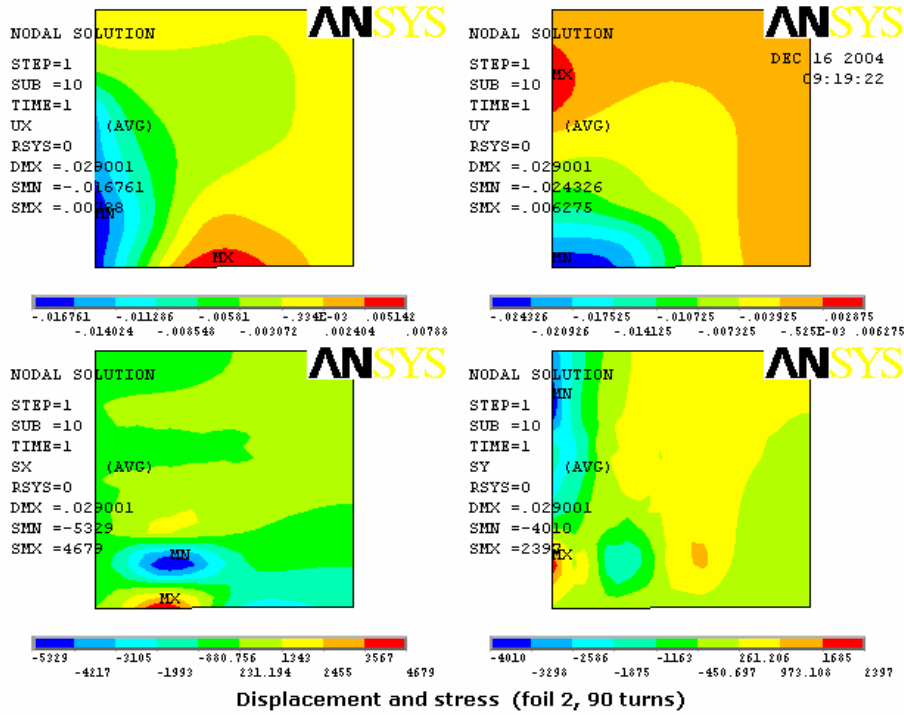 ANSYS
NODAL SOLUTION
STEP=1
SUB =10
TIME=1
UX (AVG)
RSYS=0
DMX =.029001
SMN =-.016761
SMX =.00788
MN
MX
-.016761 -.011286 -.00581 -.334E-03 .005142
-.014024 -.008548 -.003072 .002404 .00788
ANSYS
NODAL SOLUTION
DEC 16 2004
09:19:22
STEP=1
SUB =10
TIME=1
UY (AVG)
RSYS=0
DMX =.029001
SMN =-.024326
SMX =.006275
MX
MN
-.024326 -.017525 -.010725 -.003925 .002875
-.020926 -.014125 -.007325 -.525E-03 .006275
ANSYS
NODAL SOLUTION
STEP=1
SUB =10
TIME=1
SX (AVG)
RSYS=0
DMX =.029001
SMN =-5329
SMX =4679
MN
MX
-5329 -3105 -880.756 1343 3567
-4217 -1993 231.194 2455 4679
ANSYS
NODAL SOLUTION
MN
STEP=1
SUB =10
TIME=1
SY (AVG)
RSYS=0
DMX =.029001
SMN =-4010
SMX =2397
MX
-4010 -2586 -1163 261.206 1685
-3298 -1875 -450.697 973.108 2397
Displacement and stress (foil 2, 90 turns)